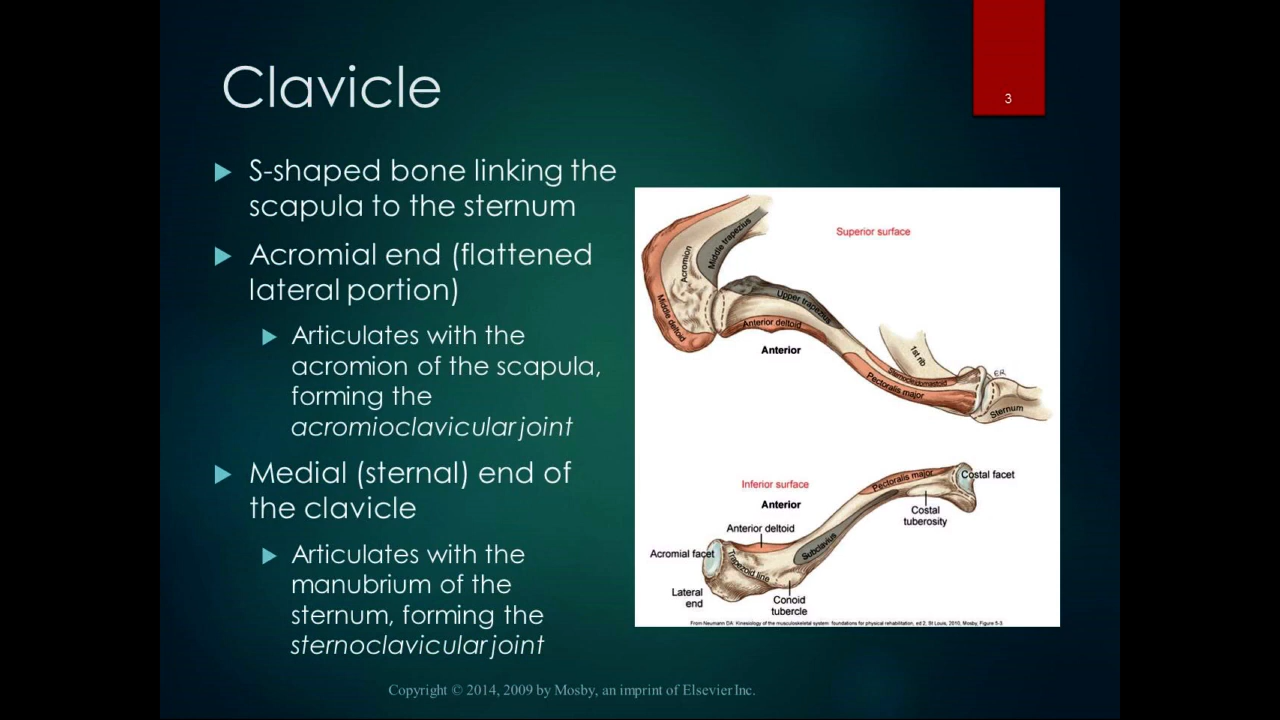 Clavicle
3
S-shaped bone linking the
scapula to the sternum
Acromial end (flattened
lateral portion)
Articulates with the
acromion of the scapula,
forming the
acromioclavicular joint
Medial (sternal) end of
the clavicle
Articulates with the
manubrium of the
sternum, forming the
sternoclavicular joint
Superior surface
Middle trapezius
Acromion
Middle deltoid
Upper trapezius
Anterior deltoid
Anterior
1st rib
Sternocleidomastoid
Pectoralis major
ER
Sternum
Inferior surface
Anterior
Pectoralis major
Costal facet
Costal
tuberosity
Anterior deltoid
Subclavius
Acromial facet
Trapezoid line
Lateral
end
Conoid
tubercle
From Neumann DA: Kinesiology of the musculoskeletal system: foundations for physical rehabilitation, ed 2, St Louis, 2010, Mosby, Figure 5-3
Copyright © 2014, 2009 by Mosby, an imprint of Elsevier Inc.